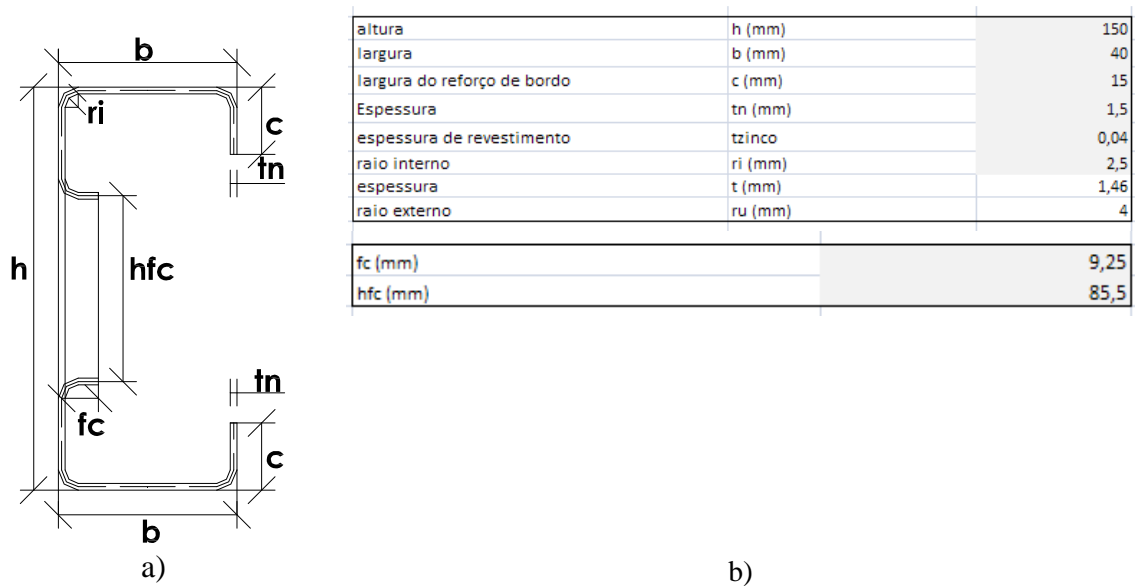 b
ri
c
tn
h
hfc
tn
fc
c
b
a)
altura h (mm) 150
largura b (mm) 40
largura do reforço de bordo c (mm) 15
Espessura tn (mm) 1,5
espessura de revestimento tzinco 0,04
raio interno ri (mm) 2,5
espessura t (mm) 1,46
raio externo ru (mm) 4
fc (mm) 9,25
hfc (mm) 85,5
b)